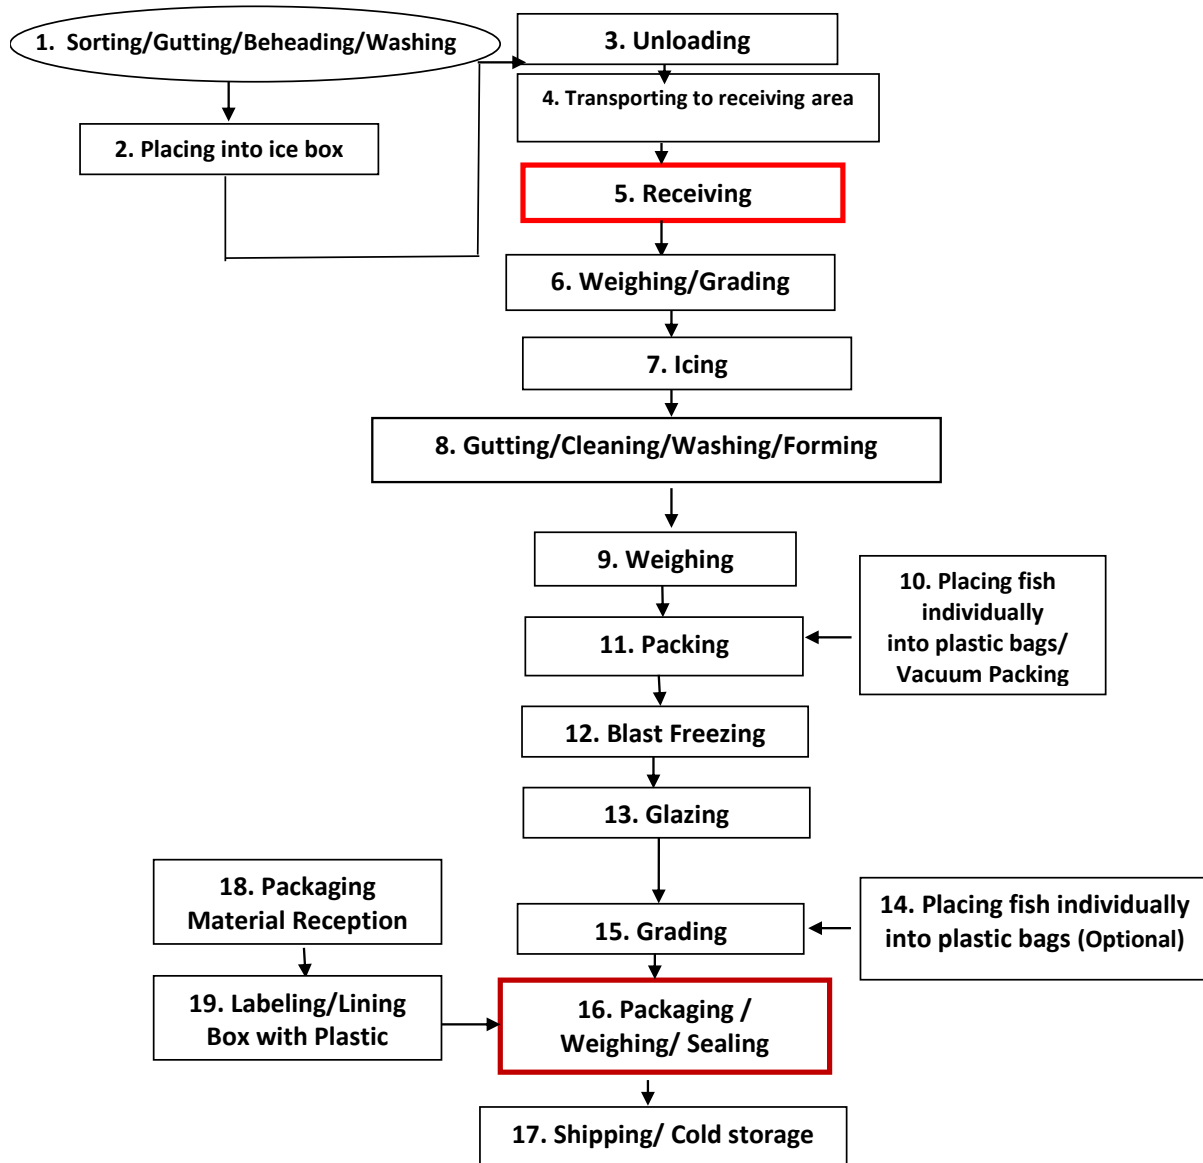 1. Sorting/Gutting/Beheading/Washing
2. Placing into ice box
3. Unloading
4. Transporting to receiving area
5. Receiving
6. Weighing/Grading
7. Icing
8. Gutting/Cleaning/Washing/Forming
9. Weighing
10. Placing fish
individually
into plastic bags/
Vacuum Packing
11. Packing
12. Blast Freezing
13. Glazing
14. Placing fish individually
into plastic bags (Optional)
15. Grading
18. Packaging
Material Reception
19. Labeling/Lining
Box with Plastic
16. Packaging /
Weighing/ Sealing
17. Shipping/ Cold storage